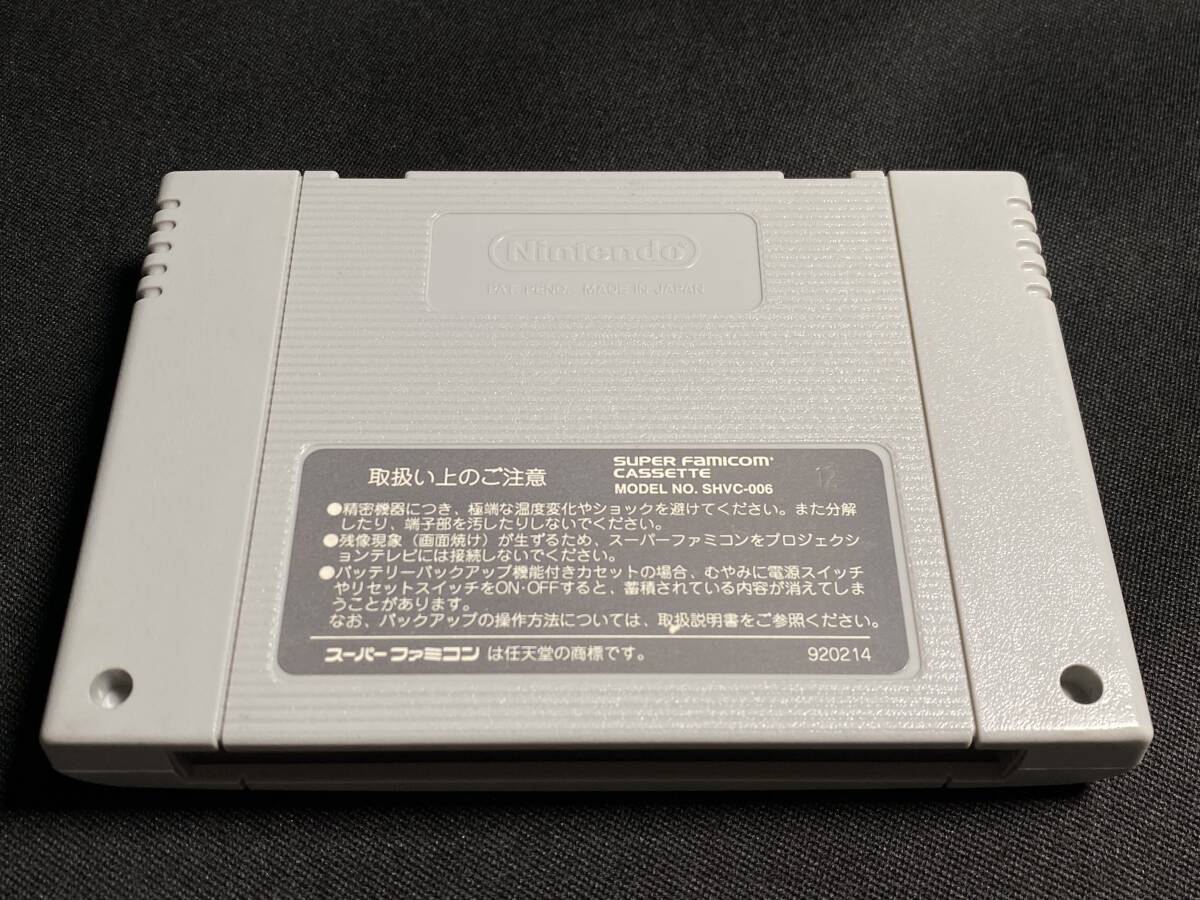 Nintendo
PAT. PEND. MADE IN JAPAN
取扱い上のご注意
SUPER FAMICOM
CASSETTE
MODEL NO. SHVC-006
12
●精密機器につき、極端な温度変化やショックを避けてください。また分解
したり、端子部を汚したりしないでください。
●残像現象（画面焼け）が生ずるため、スーパーファミコンをプロジェクシ
ョンテレビには接続しないでください。
●バッテリーバックアップ機能付きカセットの場合、むやみに電源スイッチ
やリセットスイッチをON·OFFすると、蓄積されている内容が消えてしま
うことがあります。
なお、バックアップの操作方法については、取扱説明書をご参照ください。
スーパーファミコン は任天堂の商標です。 920214